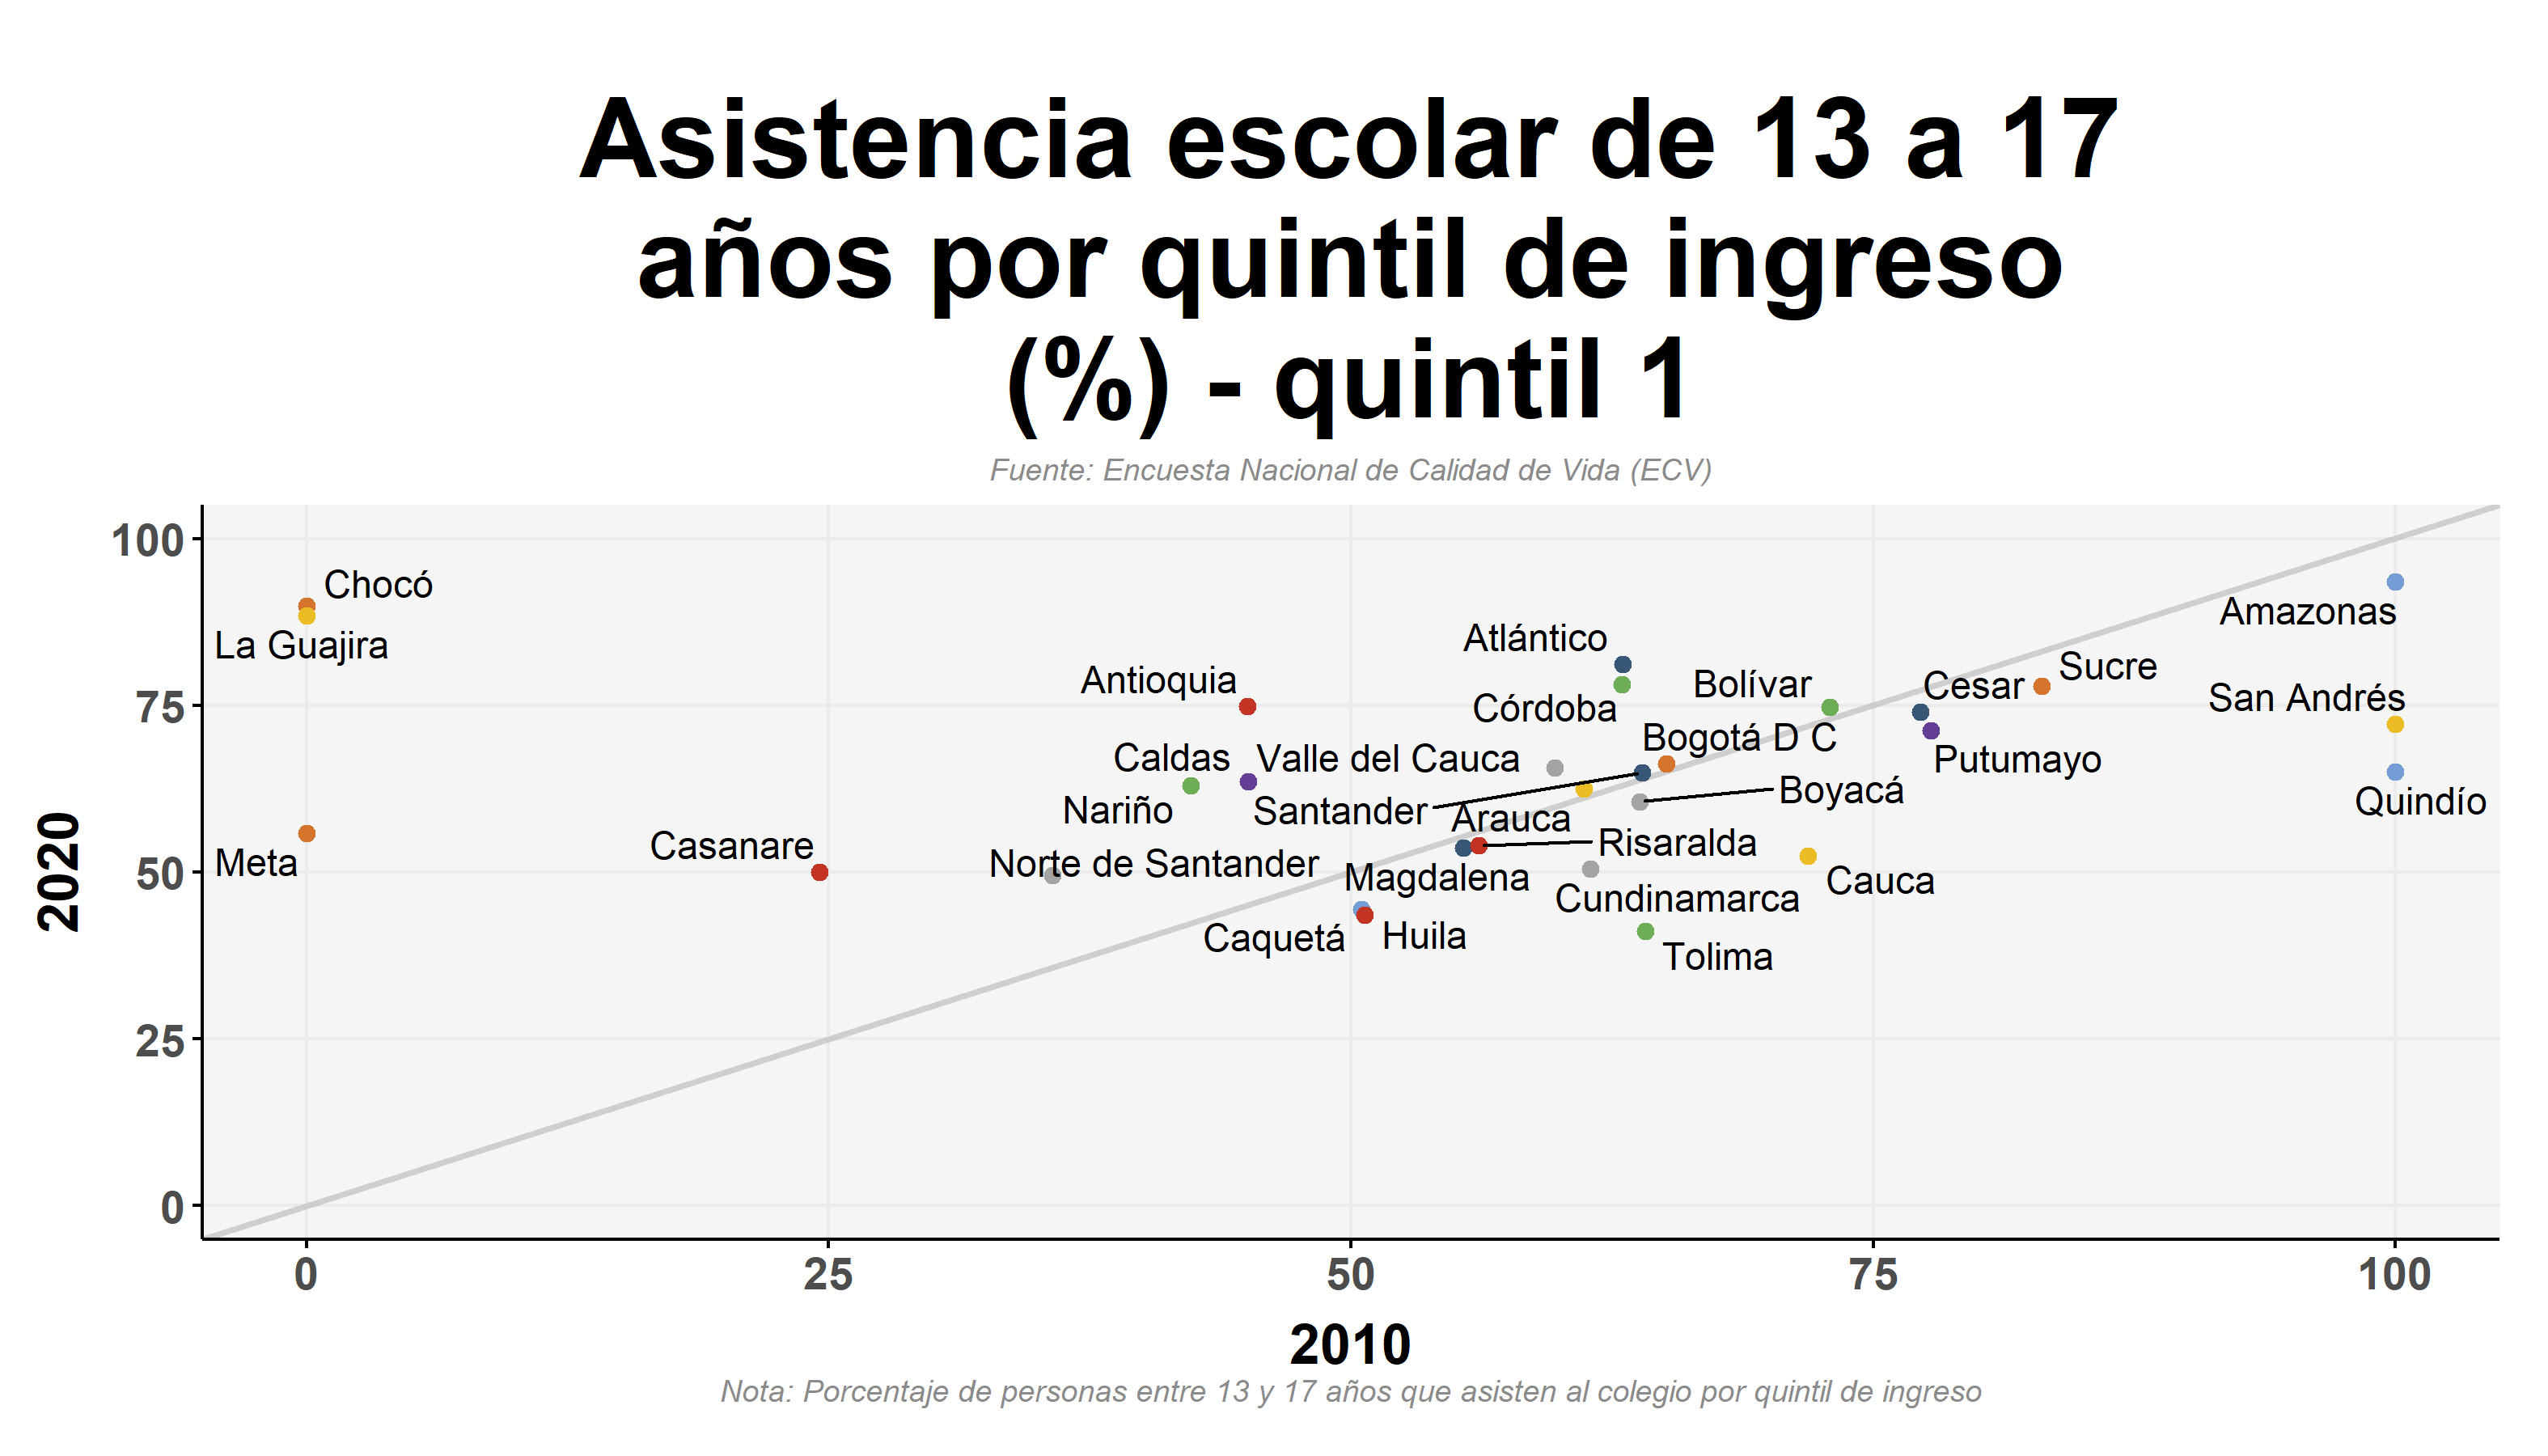 Asistencia escolar de 13 a 17
años por quintil de ingreso
(%) - quintil 1
Fuente: Encuesta Nacional de Calidad de Vida (ECV)
2020
100
75
50
25
0
Chocó
La Guajira
Meta
Casanare
Antioquia
Caldas
Valle del Cauca
Nariño
Santander
Norte de Santander
Atlántico
Córdoba
Bolívar
Bogotá D C
Cesar
Sucre
Putumayo
Amazonas
San Andrés
Quindío
Boyacá
Arauca
Risaralda
Magdalena
Cundinamarca
Cauca
Caquetá
Huila
Tolima
0
25
50
75
100
2010
Nota: Porcentaje de personas entre 13 y 17 años que asisten al colegio por quintil de ingreso